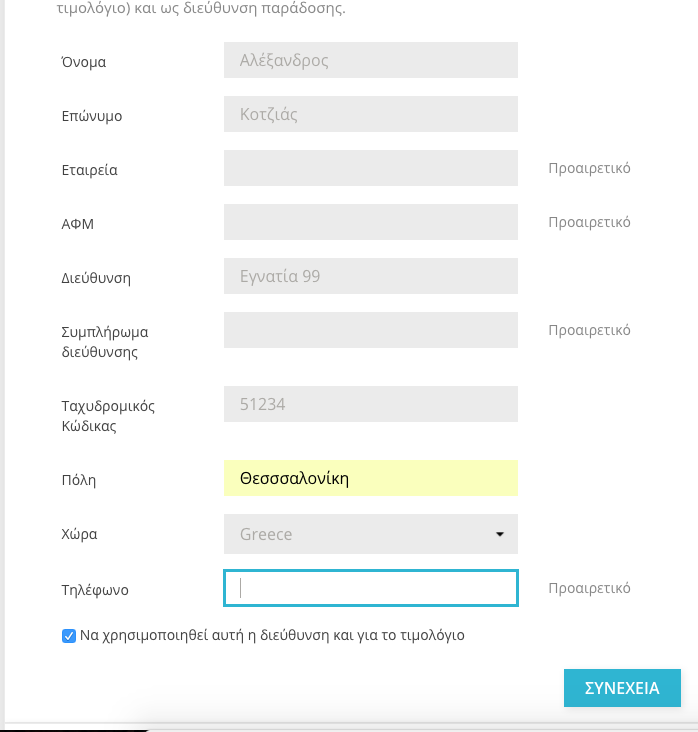 τιμολόγιο) και ως διεύθυνση παράδοσης.
Όνομα Αλέξανδρος
Επώνυμο Κοτζιάς
Εταιρεία Προαιρετικό
ΑΦΜ Προαιρετικό
Διεύθυνση Εγνατία 99
Συμπλήρωμα Προαιρετικό
διεύθυνσης
Ταχυδρομικός 51234
Κώδικας
Πόλη Θεσσσαλονίκη
Χώρα Greece
Τηλέφωνο Προαιρετικό
Να χρησιμοποιηθεί αυτή η διεύθυνση και για το τιμολόγιο
ΣΥΝΕΧΕΙΑ